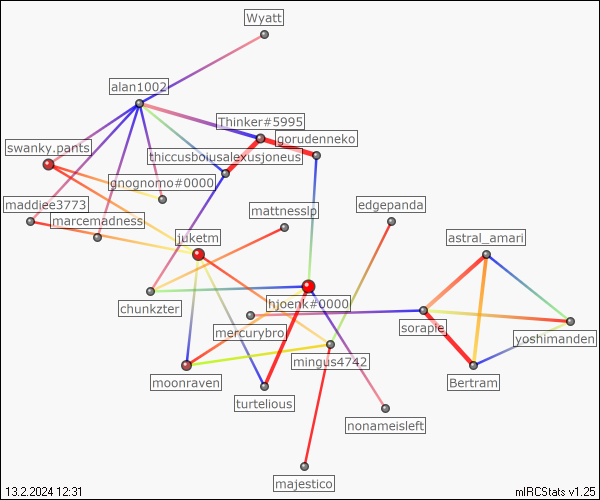 Wyatt
alan1002
Thinker#5995
gorudenneko
swanky.pants
thiccusboiusalexusjoneus
gnognomo#0000
maddiee3773
mattnesslp
edgepanda
marcemadness
juketm
astral_amari
chunkzter
hjoenk#0000
mercurybro
sorapie
yoshimanden
mingus4742
moonraven
Bertram
turtelious
nonameisleft
majestico
13.2.2024 12:31
mIRCStats v1.25